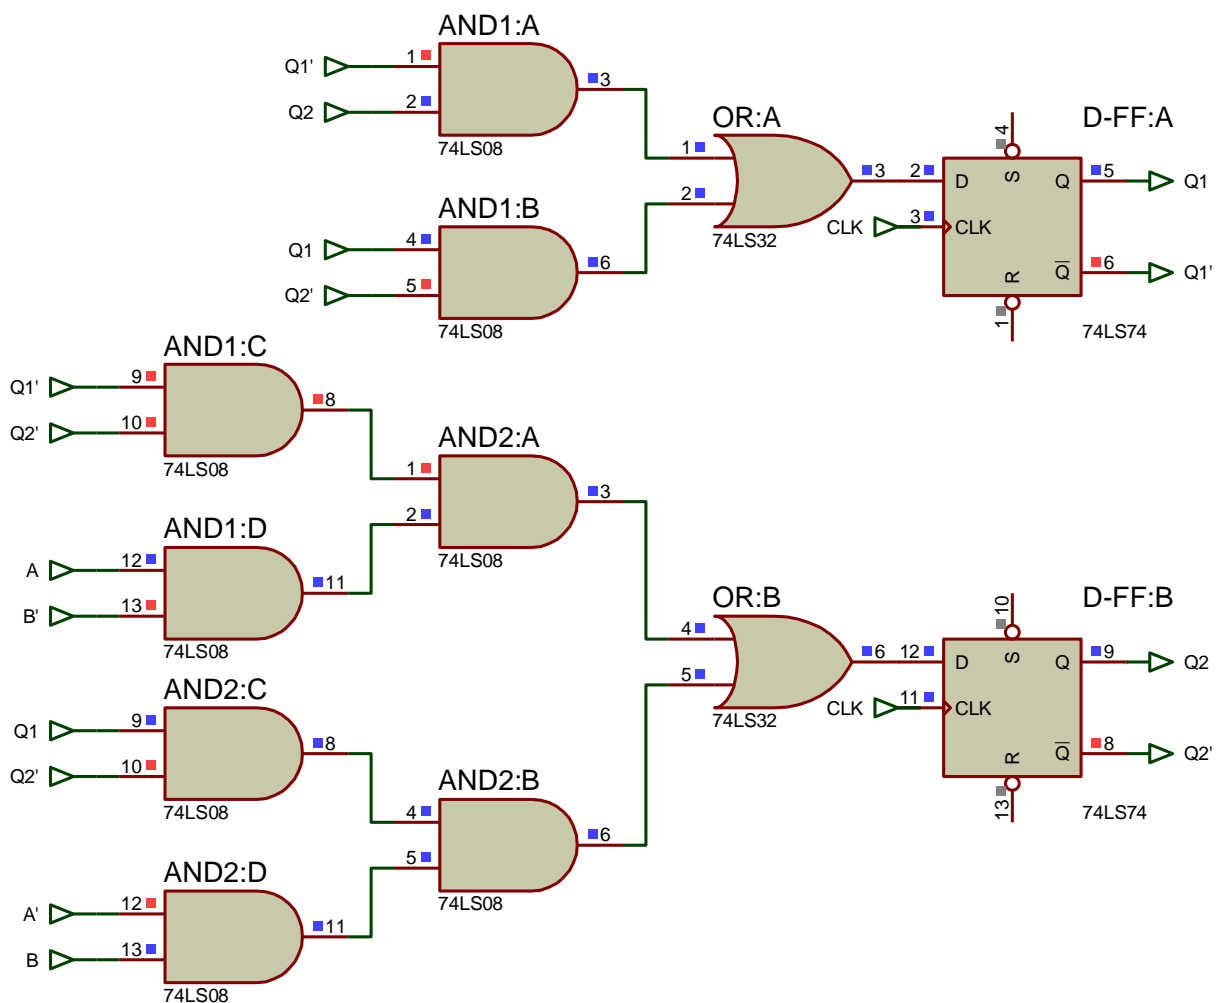 AND1:A
Q1' 1 3
Q2 2
74LS08
OR:A
D-FF:A
1 3 2 D S Q 5 Q1
4
2
CLK 3 CLK
74LS32
R Q 6 Q1'
1
74LS74
AND1:B
Q1 4 6
Q2' 5
74LS08
AND1:C
Q1' 9 8
Q2' 10
74LS08
AND2:A
1 3
2
74LS08
AND1:D
A 12 11
B' 13
74LS08
OR:B
D-FF:B
4 6 12 D S Q 9 Q2
10
5
CLK 11 CLK
74LS32
R Q 8 Q2'
13
74LS74
AND2:C
Q1 9 8
Q2' 10
74LS08
AND2:B
4 6
5
74LS08
AND2:D
A' 12 11
B 13
74LS08